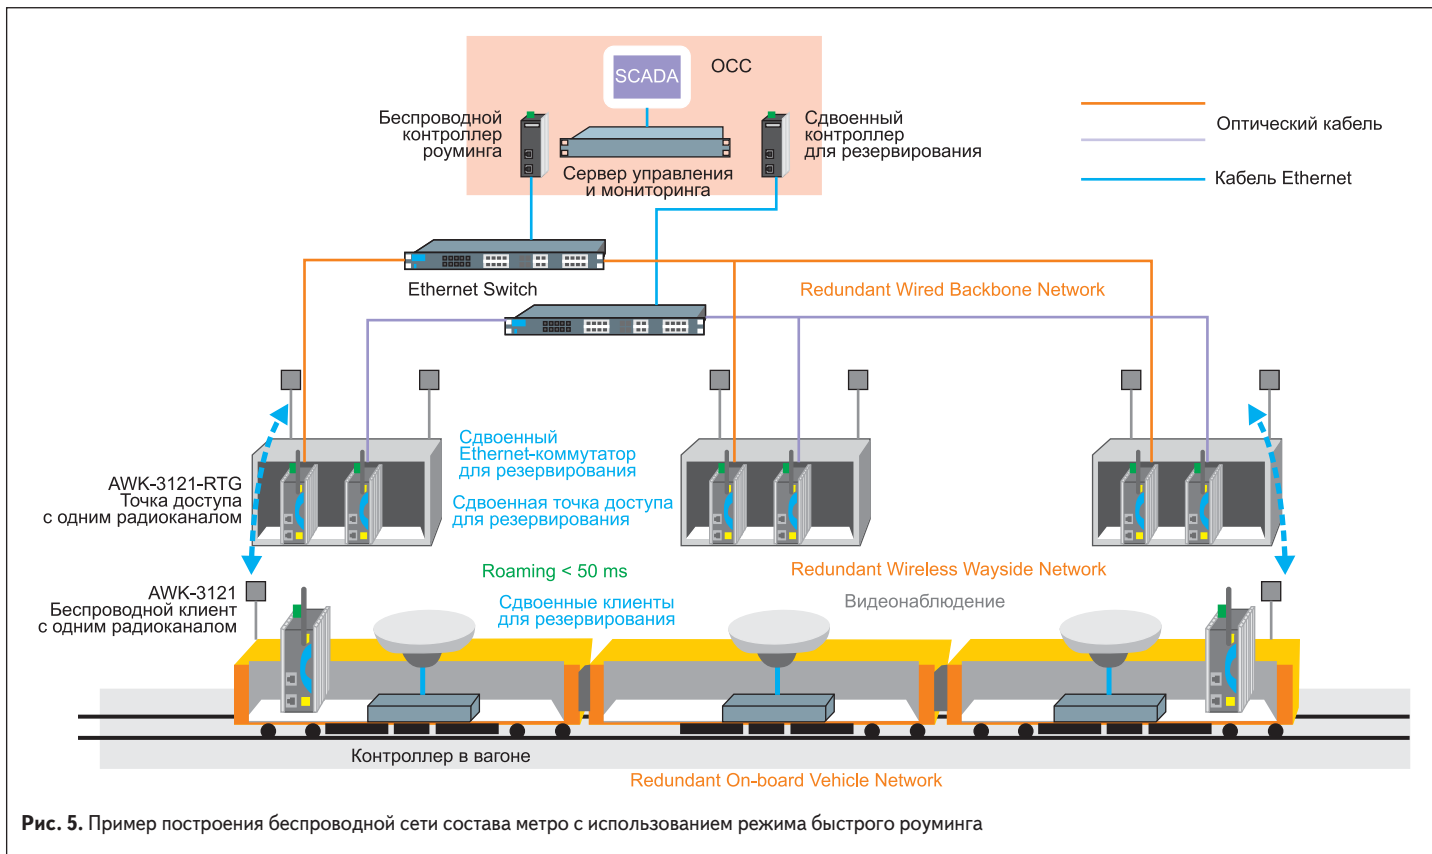 SCADA
OCC
Беспроводной
контроллер
роуминга
Сдвоенный
контроллер
для резервирования
Сервер управления
и мониторинга
Оптический кабель
Кабель Ethernet
Ethernet Switch
Redundant Wired Backbone Network
Сдвоенный
Ethernet-коммутатор
для резервирования
AWK-3121-RTG
Точка доступа
с одним радиоканалом
Сдвоенная точка доступа
для резервирования
Roaming < 50 ms
Redundant Wireless Wayside Network
AWK-3121
Беспроводной клиент
с одним радиоканалом
Сдвоенные клиенты
для резервирования
Видеонаблюдение
Контроллер в вагоне
Redundant On-board Vehicle Network
Рис. 5. Пример построения беспроводной сети состава метро с использованием режима быстрого роуминга